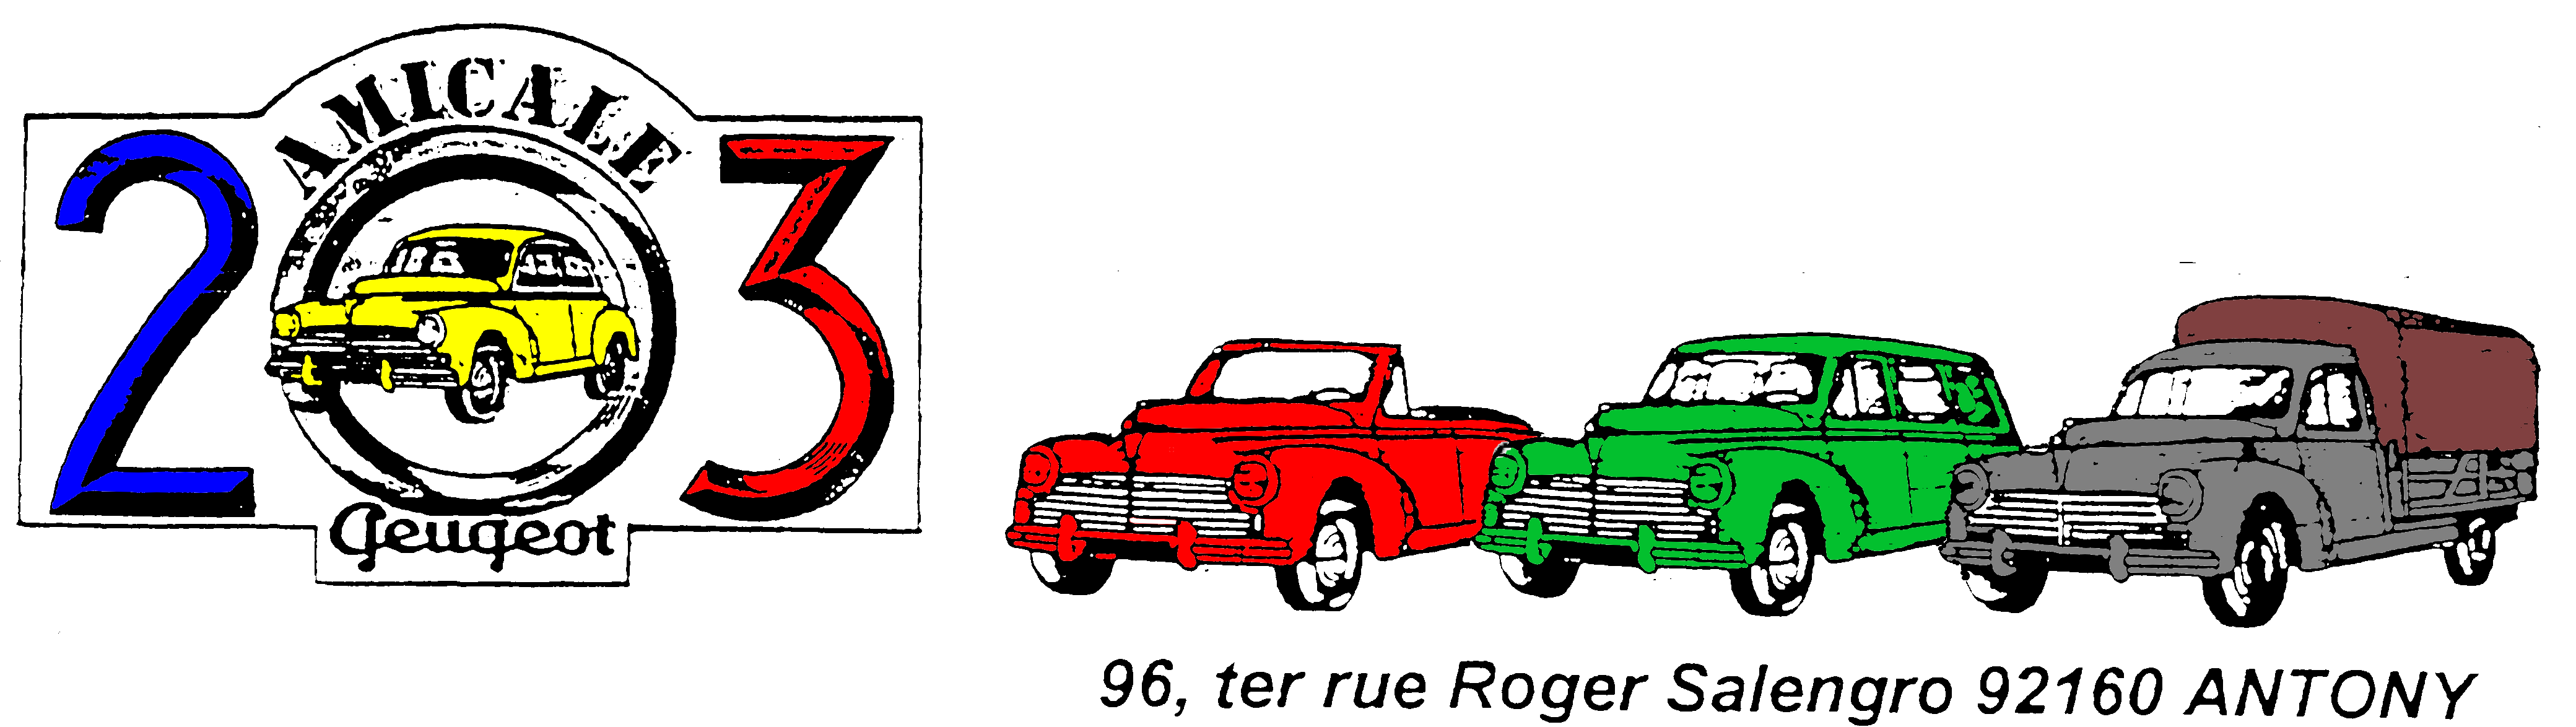 AMICALE
203
Peugeot
96, ter rue Roger Salengro 92160 ANTONY